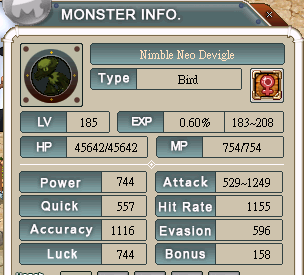 MONSTER INFO.
Nimble Neo Devigle
Type Bird
LV 185 EXP 0.60% 183~208
HP 45642/45642 MP 754/754
Power 744 Attack 529~1249
Quick 557 Hit Rate 1155
Accuracy 1116 Evasion 596
Luck 744 Bonus 158